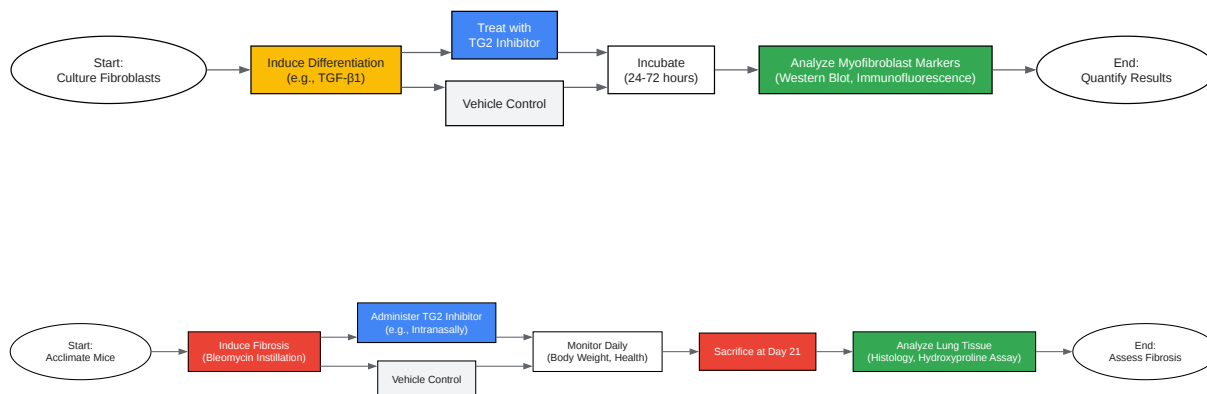 Start:
Culture Fibroblasts
Induce Differentiation
(e.g., TGF-β1)
Treat with
TG2 Inhibitor
Vehicle Control
Incubate
(24-72 hours)
Analyze Myofibroblast Markers
(Western Blot, Immunofluorescence)
End:
Quantify Results
Start:
Acclimate Mice
Induce Fibrosis
(Bleomycin Instillation)
Administer TG2 Inhibitor
(e.g., Intranasally)
Vehicle Control
Monitor Daily
(Body Weight, Health)
Sacrifice at Day 21
Analyze Lung Tissue
(Histology, Hydroxyproline Assay)
End:
Assess Fibrosis